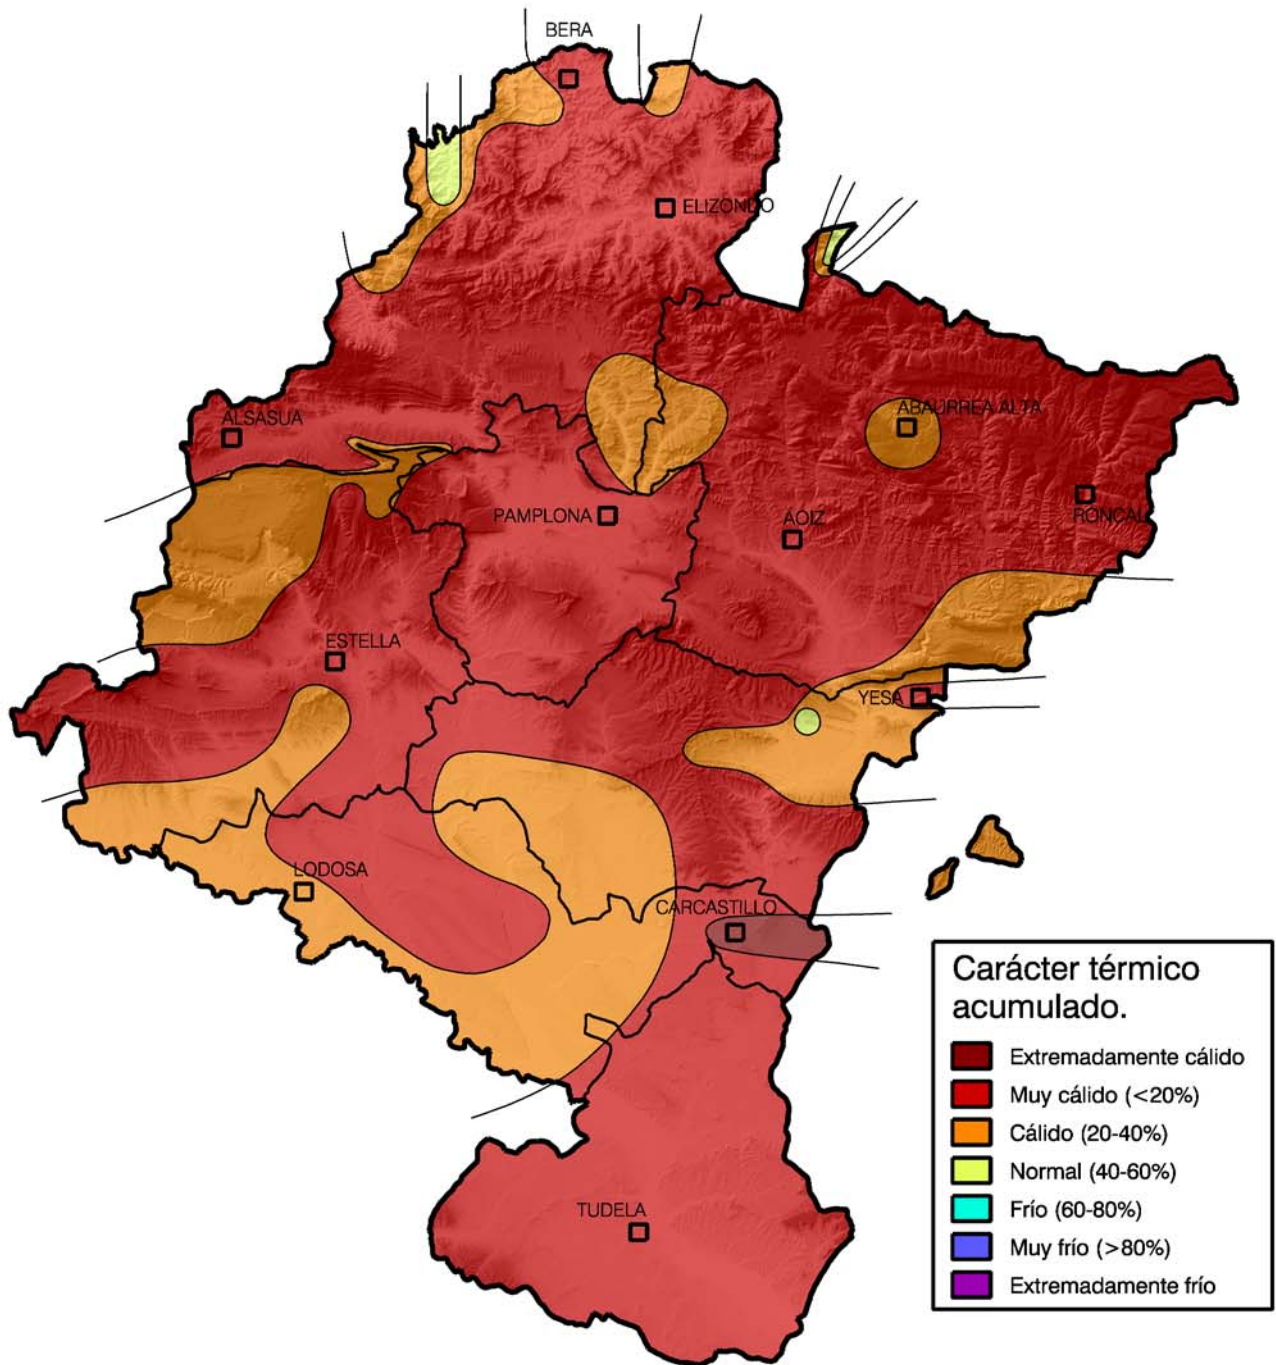 BERA
ELIZONDO
ALSASUA
ABAURREA ALTA
PAMPLONA
AOIZ
RONCAL
ESTELLA
YESA
LODOSA
CARCASTILLO
TUDELA
Carácter térmico
acumulado.
Extremadamente cálido
Muy cálido (<20%)
Cálido (20-40%)
Normal (40-60%)
Frío (60-80%)
Muy frío (>80%)
Extremadamente frío